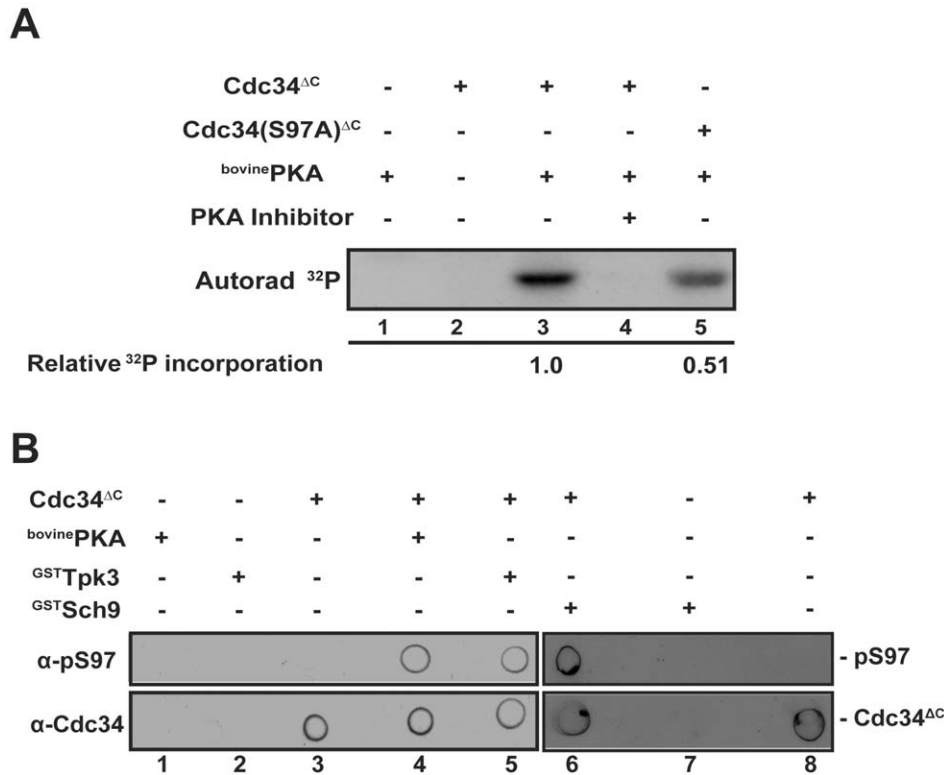 A
Cdc34ΔC - + + + -
Cdc34(S97A)ΔC - - - - +
bovinePKA + - + + +
PKA Inhibitor - - - + -
Autorad 32P
1 2 3 4 5
Relative 32P incorporation 1.0 0.51
B
Cdc34ΔC - - + + + + - +
bovinePKA + - - + - - - -
GSTTpk3 - + - - + - - -
GSTSch9 - - - - - + + -
α-pS97 - pS97
α-Cdc34 - Cdc34ΔC
1 2 3 4 5 6 7 8